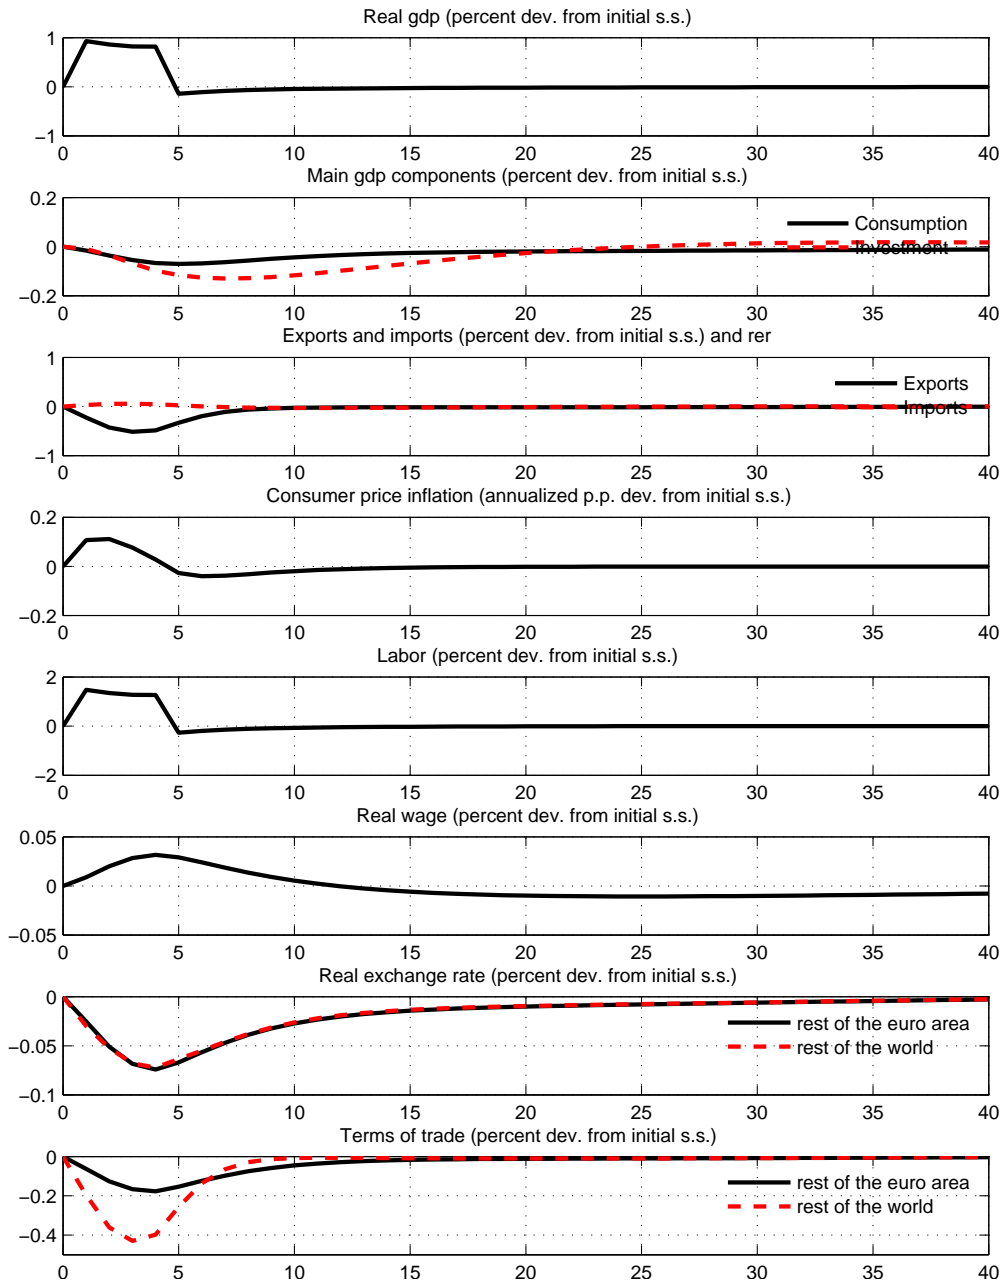 Real gdp (percent dev. from initial s.s.)
1
0
−1
0 5 10 15 20 25 30 35 40
Main gdp components (percent dev. from initial s.s.)
0.2
Consumption
0
Investment
−0.2
0 5 10 15 20 25 30 35 40
Exports and imports (percent dev. from initial s.s.) and rer
1
Exports
0
Imports
−1
0 5 10 15 20 25 30 35 40
Consumer price inflation (annualized p.p. dev. from initial s.s.)
0.2
0
−0.2
0 5 10 15 20 25 30 35 40
Labor (percent dev. from initial s.s.)
2
0
−2
0 5 10 15 20 25 30 35 40
Real wage (percent dev. from initial s.s.)
0.05
0
−0.05
0 5 10 15 20 25 30 35 40
Real exchange rate (percent dev. from initial s.s.)
0
rest of the euro area
−0.05
rest of the world
−0.1
0 5 10 15 20 25 30 35 40
Terms of trade (percent dev. from initial s.s.)
0
rest of the euro area
−0.2
rest of the world
−0.4
0 5 10 15 20 25 30 35 40